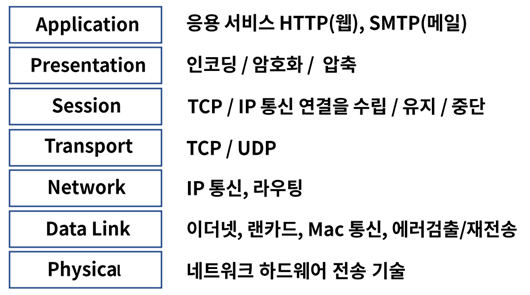 Application 응용 서비스 HTTP(웹), SMTP(메일)
Presentation 인코딩 / 암호화 / 압축
Session TCP / IP 통신 연결을 수립 / 유지 / 중단
Transport TCP / UDP
Network IP 통신, 라우팅
Data Link 이더넷, 랜카드, Mac 통신, 에러검출/재전송
Physical 네트워크 하드웨어 전송 기술